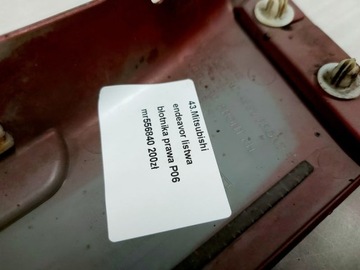 43.Mitsubishi
endeavor listwa
błotnika prawa P06
mr556840 200zł